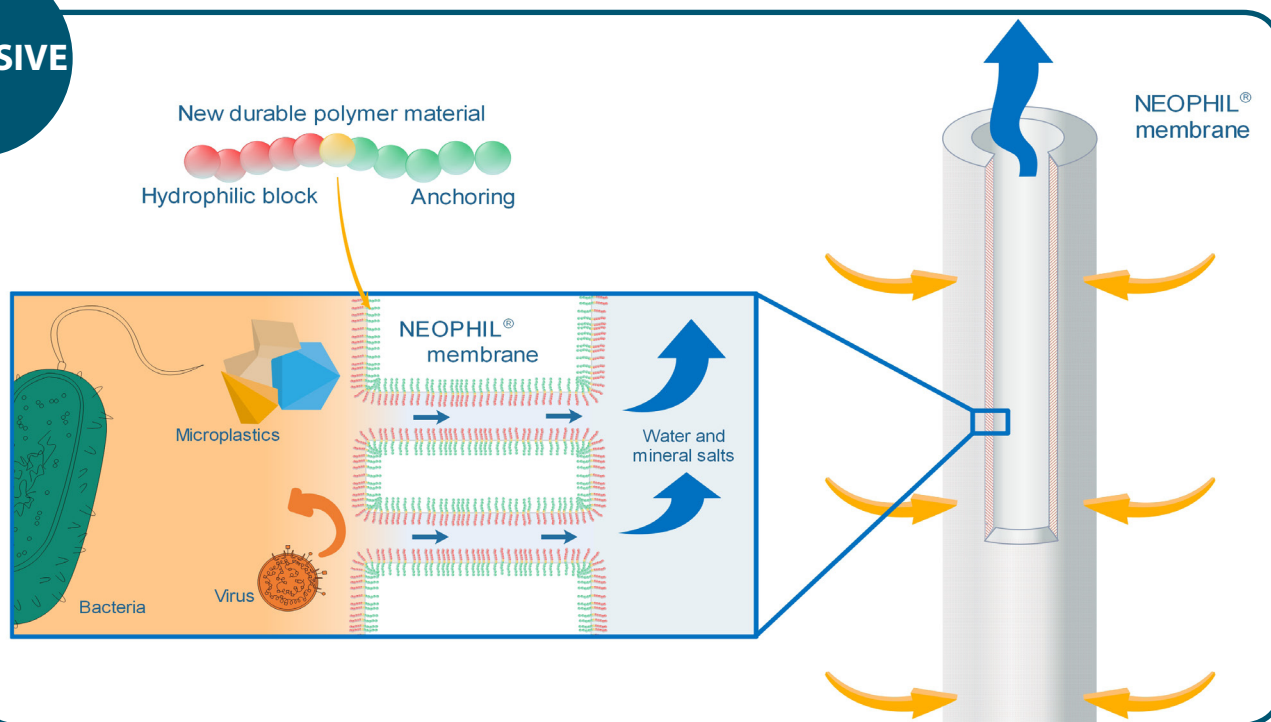 SIVE
New durable polymer material
Hydrophilic block
Anchoring
NEOPHIL®
membrane
NEOPHIL®
membrane
Microplastics
Water and
mineral salts
Virus
Bacteria